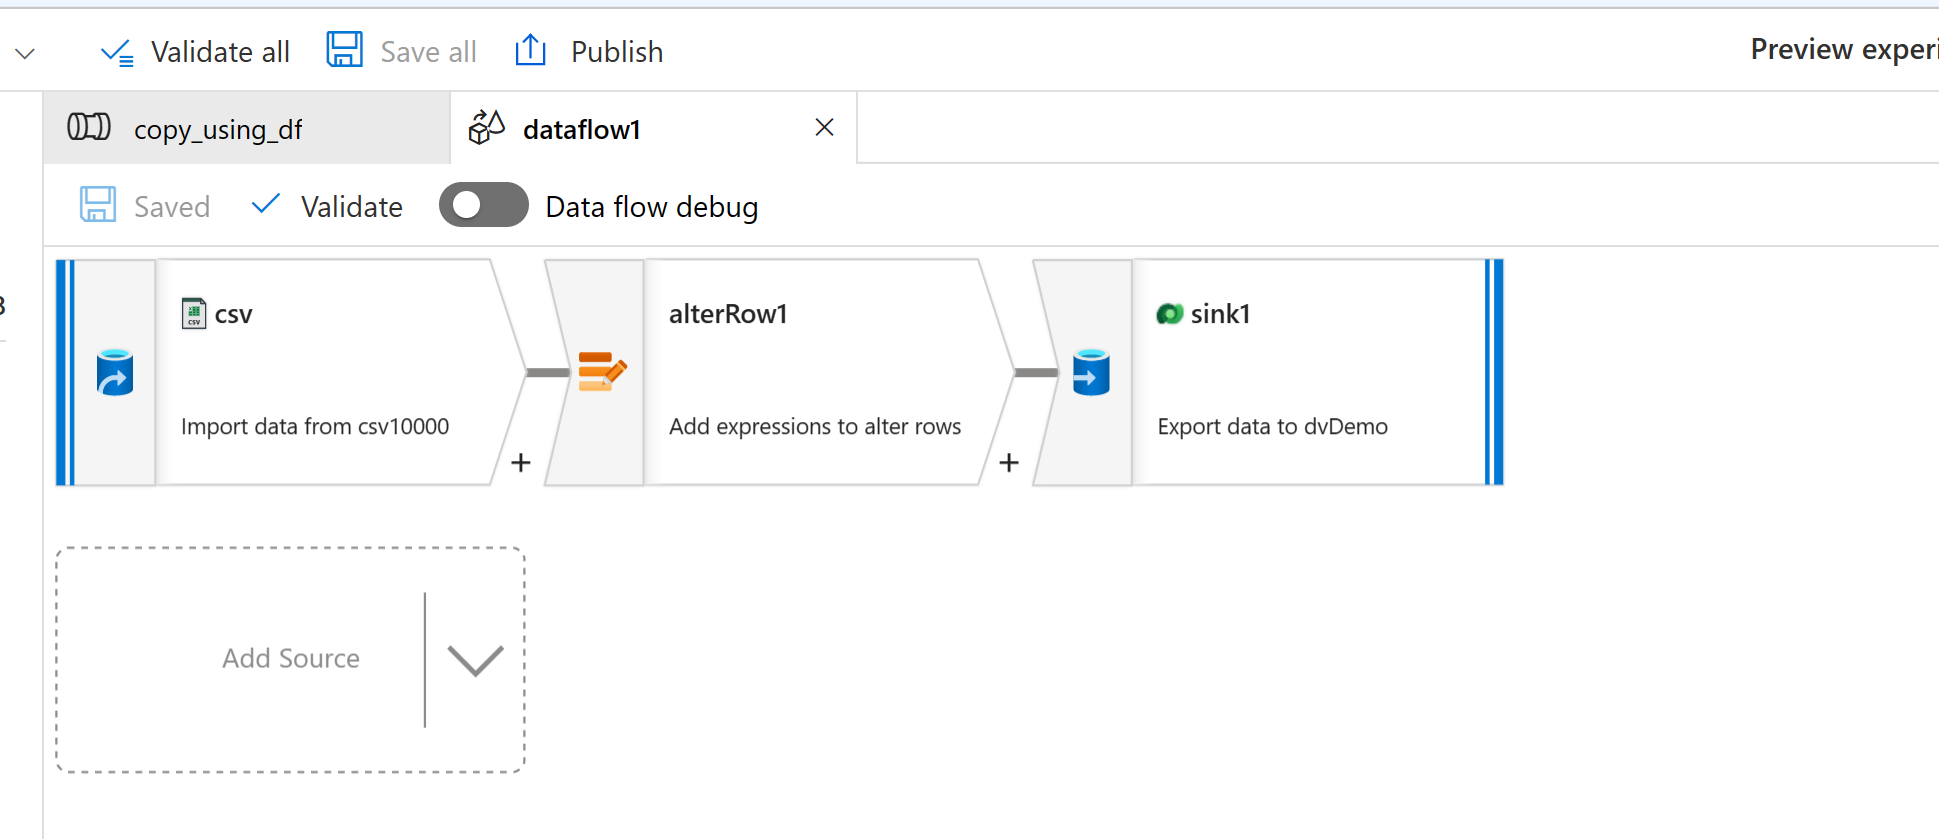 Validate all
Save all
Publish
Preview experi
copy_using_df
dataflow1
Saved
Validate
Data flow debug
csv
csv
Import data from csv10000
+
alterRow1
Add expressions to alter rows
+
sink1
Export data to dvDemo
Add Source